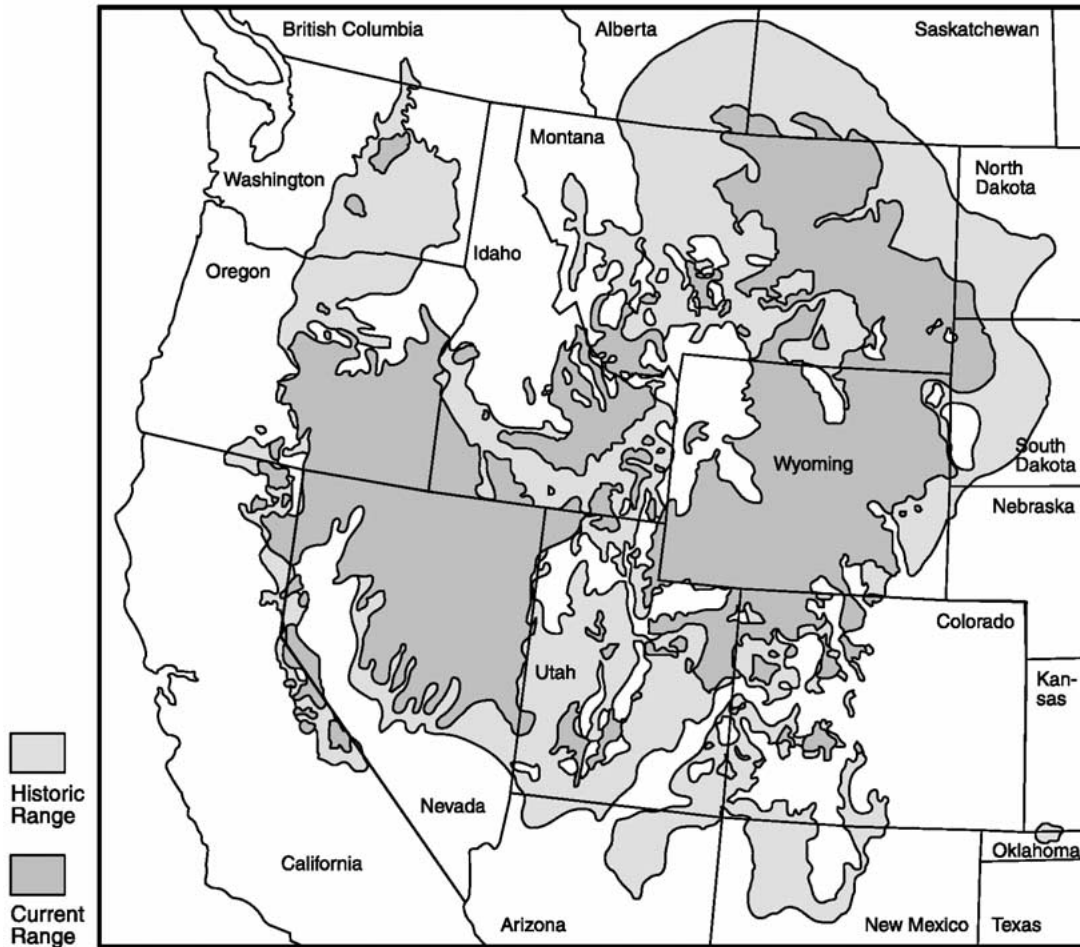 British Columbia
Alberta
Saskatchewan
Montana
North
Dakota
Washington
Idaho
Oregon
Wyoming
South
Dakota
Nebraska
Colorado
Utah
Kan-
sas
Historic
Range
Nevada
Oklahoma
California
Current
Range
Arizona
New Mexico
Texas